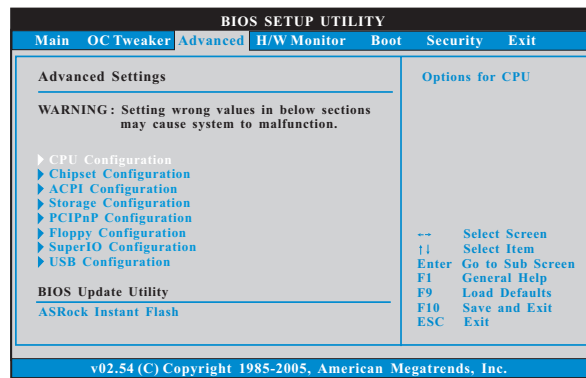 BIOS SETUP UTILITY
Main OC Tweaker Advanced H/W Monitor Boot Security Exit
Advanced Settings
WARNING : Setting wrong values in below sections
may cause system to malfunction.
CPU Configuration
Chipset Configuration
ACPI Configuration
Storage Configuration
PCIPnP Configuration
Floppy Configuration
SuperIO Configuration
USB Configuration
BIOS Update Utility
ASRock Instant Flash
Options for CPU
←→ Select Screen
↑↓ Select Item
Enter Go to Sub Screen
F1 General Help
F9 Load Defaults
F10 Save and Exit
ESC Exit
v02.54 (C) Copyright 1985-2005, American Megatrends, Inc.